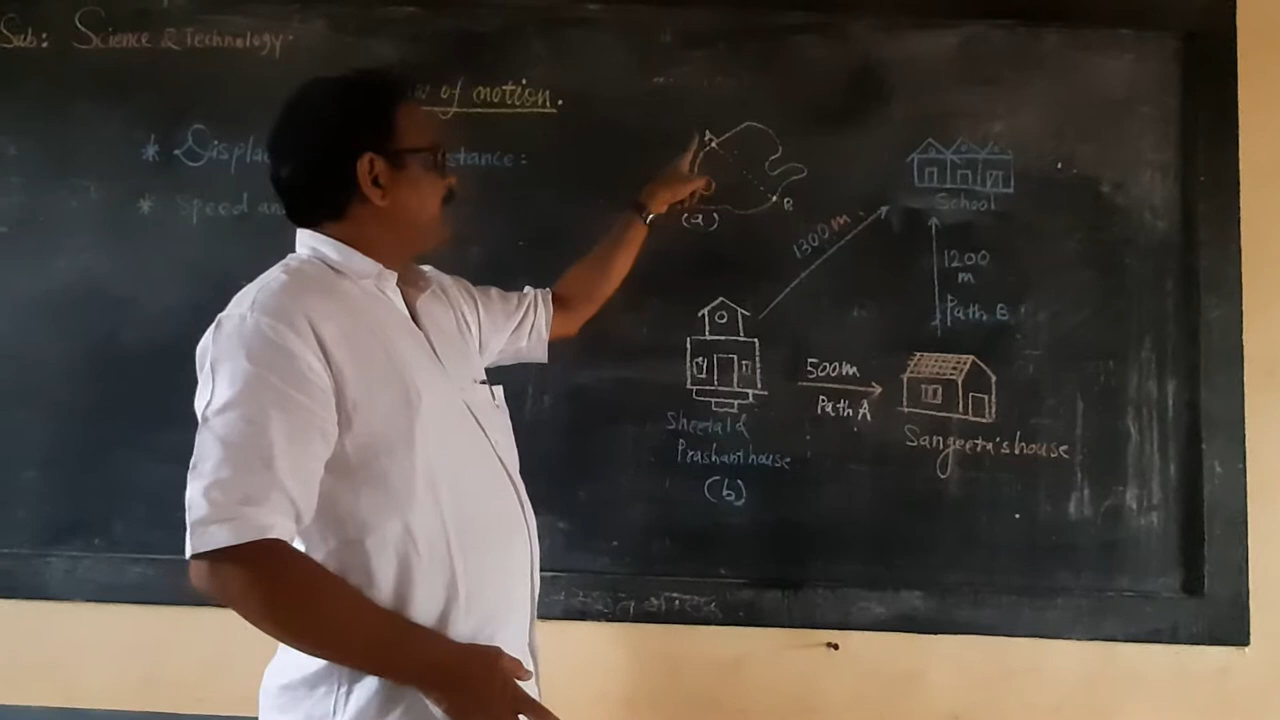 Sub: Science & Technology.
of motion.
* Displa stance:
* Speed an
A
B
(a)
School
1300 m.
1200
m
Path B
500m
Path A
Sheetal &
Prashant house
(b)
Sangeeta's house